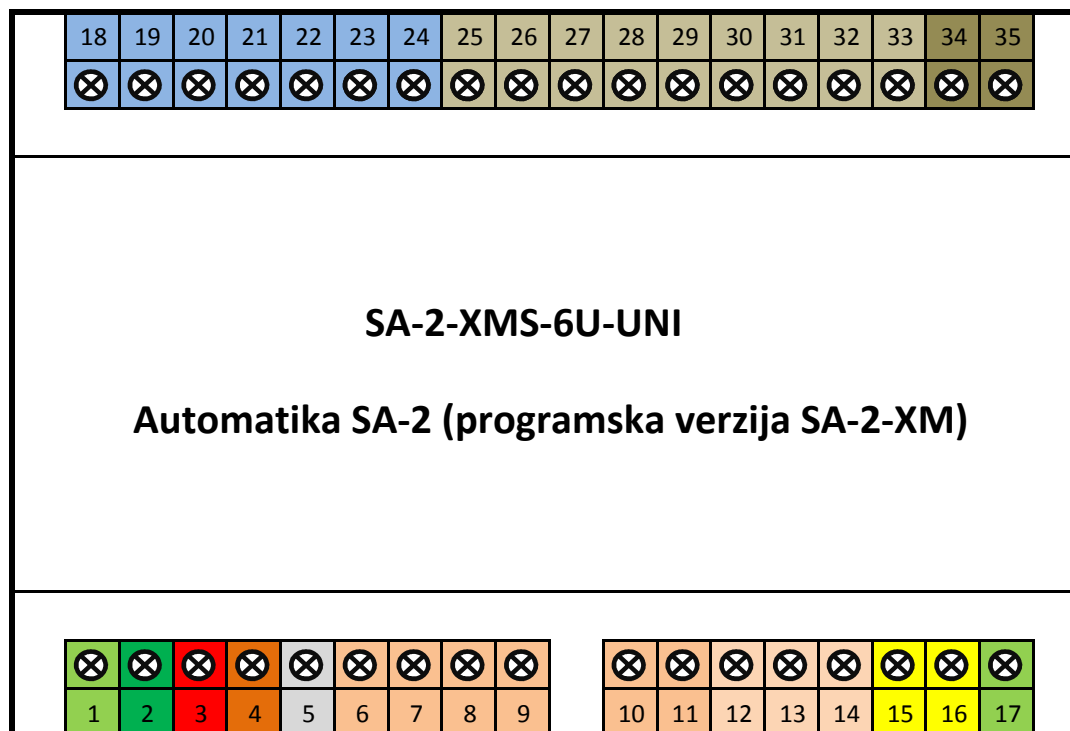 18 19 20 21 22 23 24 25 26 27 28 29 30 31 32 33 34 35
SA-2-XMS-6U-UNI
Automatika SA-2 (programska verzija SA-2-XM)
1 2 3 4 5 6 7 8 9 10 11 12 13 14 15 16 17